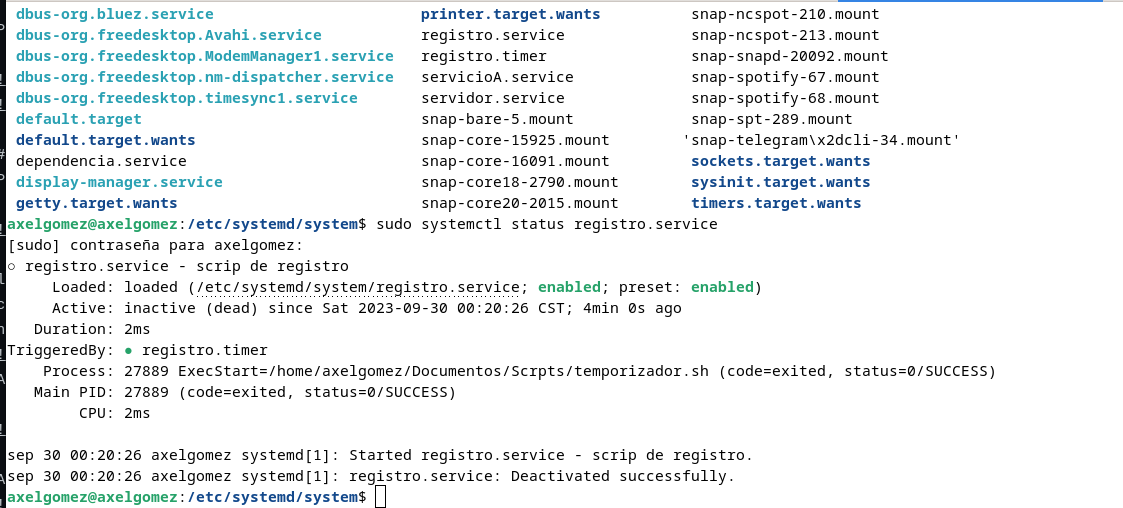 dbus-org.bluez.service printer.target.wants snap-ncspot-210.mount
dbus-org.freedesktop.Avahi.service registro.service snap-ncspot-213.mount
dbus-org.freedesktop.ModemManager1.service registro.timer snap-snapd-20092.mount
dbus-org.freedesktop.nm-dispatcher.service servicioA.service snap-spotify-67.mount
dbus-org.freedesktop.timesync1.service servidor.service snap-spotify-68.mount
default.target snap-bare-5.mount snap-spt-289.mount
default.target.wants snap-core-15925.mount 'snap-telegram\x2dcli-34.mount'
dependencia.service snap-core-16091.mount sockets.target.wants
display-manager.service snap-core18-2790.mount sysinit.target.wants
getty.target.wants snap-core20-2015.mount timers.target.wants
axelgomez@axelgomez:/etc/systemd/system$ sudo systemctl status registro.service
[sudo] contraseña para axelgomez:
○ registro.service - scrip de registro
Loaded: loaded (/etc/systemd/system/registro.service; enabled; preset: enabled)
Active: inactive (dead) since Sat 2023-09-30 00:20:26 CST; 4min 0s ago
Duration: 2ms
TriggeredBy: ● registro.timer
Process: 27889 ExecStart=/home/axelgomez/Documentos/Scrpts/temporizador.sh (code=exited, status=0/SUCCESS)
Main PID: 27889 (code=exited, status=0/SUCCESS)
CPU: 2ms
sep 30 00:20:26 axelgomez systemd[1]: Started registro.service - scrip de registro.
sep 30 00:20:26 axelgomez systemd[1]: registro.service: Deactivated successfully.
axelgomez@axelgomez:/etc/systemd/system$